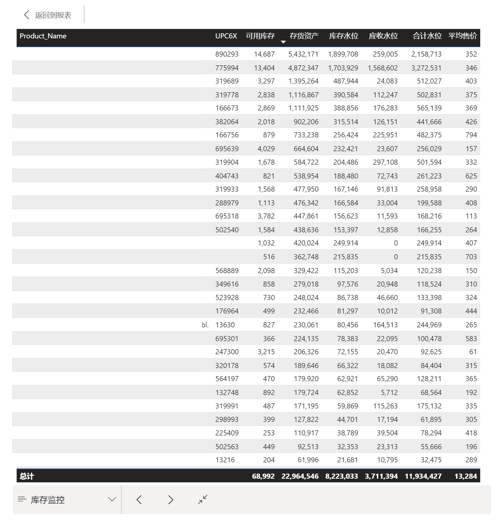 返回到报表
Product_Name UPC6X 可用库存 存货资产 库存水位 应收水位 合计水位 平均售价
890293 14,687 5,432,171 1,899,708 259,005 2,158,713 352
775994 13,404 4,872,347 1,703,929 1,568,602 3,272,531 346
319689 3,297 1,395,264 487,944 24,083 512,027 403
319778 2,838 1,116,867 390,584 112,247 502,831 375
166673 2,869 1,111,925 388,856 176,283 565,139 369
382064 2,018 902,206 315,514 126,151 441,666 426
166756 879 733,238 256,424 225,951 482,375 794
695639 4,029 664,604 232,421 23,607 256,029 157
319904 1,678 584,722 204,486 297,108 501,594 332
404743 821 538,954 188,480 72,743 261,223 625
319933 1,568 477,950 167,146 91,813 258,958 290
288979 1,113 476,342 166,584 33,004 199,588 408
695318 3,782 447,861 156,623 11,593 168,216 113
502540 1,584 438,636 153,397 12,858 166,255 264
1,032 420,024 249,914 0 249,914 407
516 362,748 215,835 0 215,835 703
568889 2,098 329,422 115,203 5,034 120,238 150
349616 858 279,018 97,576 20,948 118,524 310
523928 730 248,024 86,738 46,660 133,398 324
176964 499 232,466 81,297 10,012 91,308 444
bl. 13630 827 230,061 80,456 164,513 244,969 265
695301 366 224,135 78,383 22,095 100,478 583
247300 3,215 206,326 72,155 20,470 92,625 61
320178 574 189,646 66,322 18,082 84,404 315
564197 470 179,920 62,921 65,290 128,211 365
132748 892 179,724 62,852 5,712 68,564 192
319991 487 171,195 59,869 115,263 175,132 335
298993 399 127,822 44,701 17,194 61,895 305
225409 253 110,917 38,789 39,504 78,294 418
502563 449 92,513 32,353 23,313 55,666 196
13216 204 61,996 21,681 10,795 32,475 289
总计 68,992 22,964,546 8,223,033 3,711,394 11,934,427 13,284
库存监控